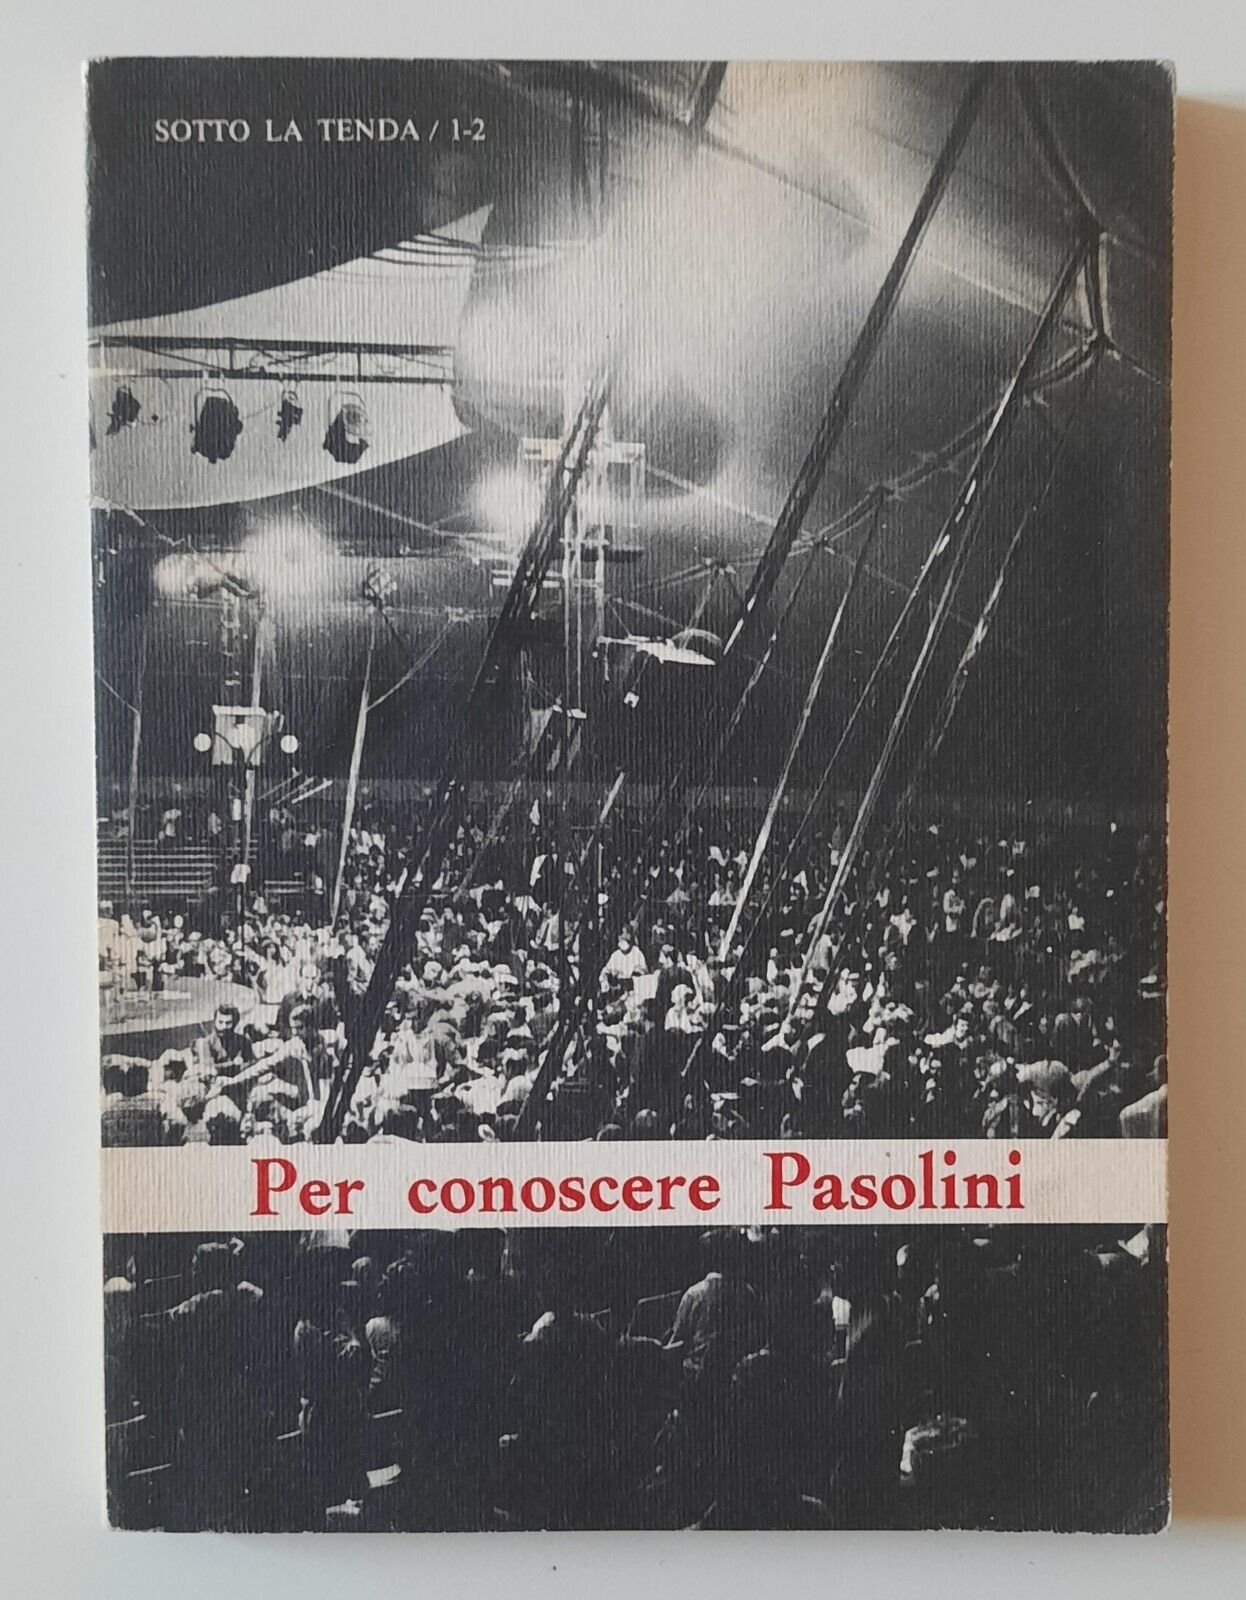 SOTTO LA TENDA / 1-2
Per conoscere Pasolini